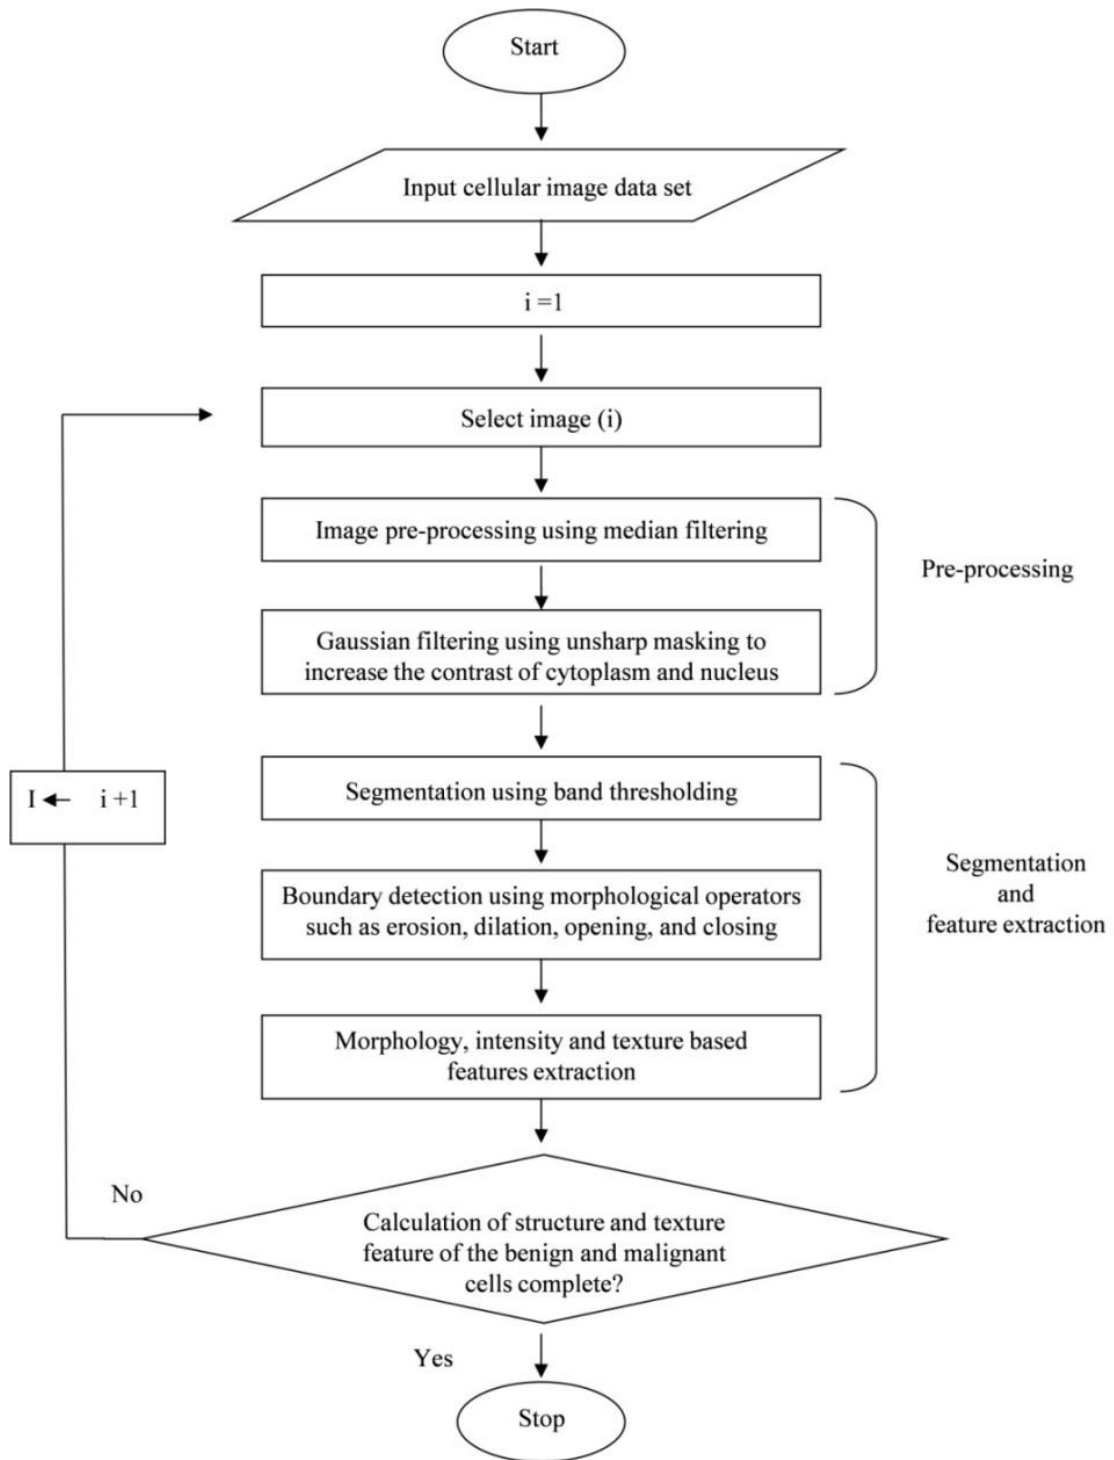 Start
Input cellular image data set
i =1
Select image (i)
Image pre-processing using median filtering
Pre-processing
Gaussian filtering using unsharp masking to
increase the contrast of cytoplasm and nucleus
Segmentation using band thresholding
I ← i +1
Boundary detection using morphological operators
such as erosion, dilation, opening, and closing
Segmentation
and
feature extraction
Morphology, intensity and texture based
features extraction
No
Calculation of structure and texture
feature of the benign and malignant
cells complete?
Yes
Stop